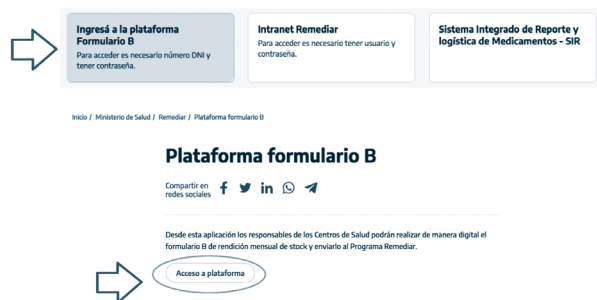 Ingresá a la plataforma
Formulario B
Para acceder es necesario número DNI y
tener contraseña.
Intranet Remediar
Para acceder es necesario tener usuario y
contraseña.
Sistema Integrado de Reporte y
logística de Medicamentos - SIR
Inicio / Ministerio de Salud / Remediar / Plataforma formulario B
Plataforma formulario B
Compartir en
redes sociales
Desde esta aplicación los responsables de los Centros de Salud podrán realizar de manera digital el
formulario B de rendición mensual de stock y enviarlo al Programa Remediar.
Acceso a plataforma